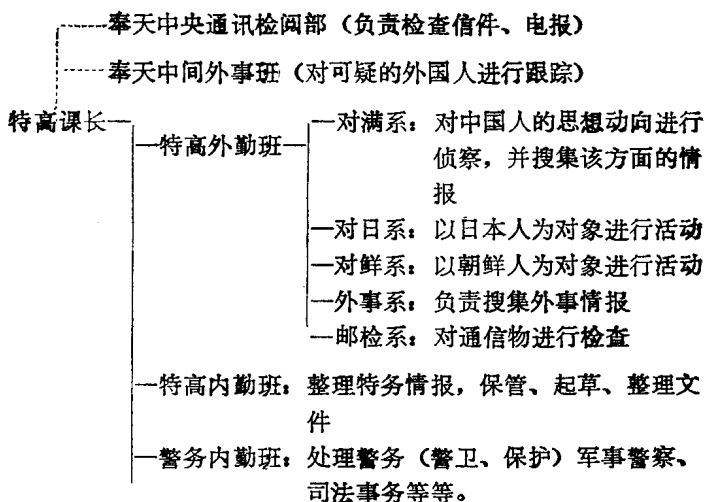 奉天中央通讯检阅部（负责检查信件、电报）
奉天中间外事班（对可疑的外国人进行跟踪）
特高课长
特高外勤班
对满系：对中国人的思想动向进行
侦察，并搜集该方面的情
报
对日系：以日本人为对象进行活动
对鲜系：以朝鲜人为对象进行活动
外事系：负责搜集外事情报
邮检系：对通信物进行检查
特高内勤班：整理特务情报，保管、起草、整理文
件
警务内勤班：处理警务（警卫、保护）军事警察、
司法事务等等。